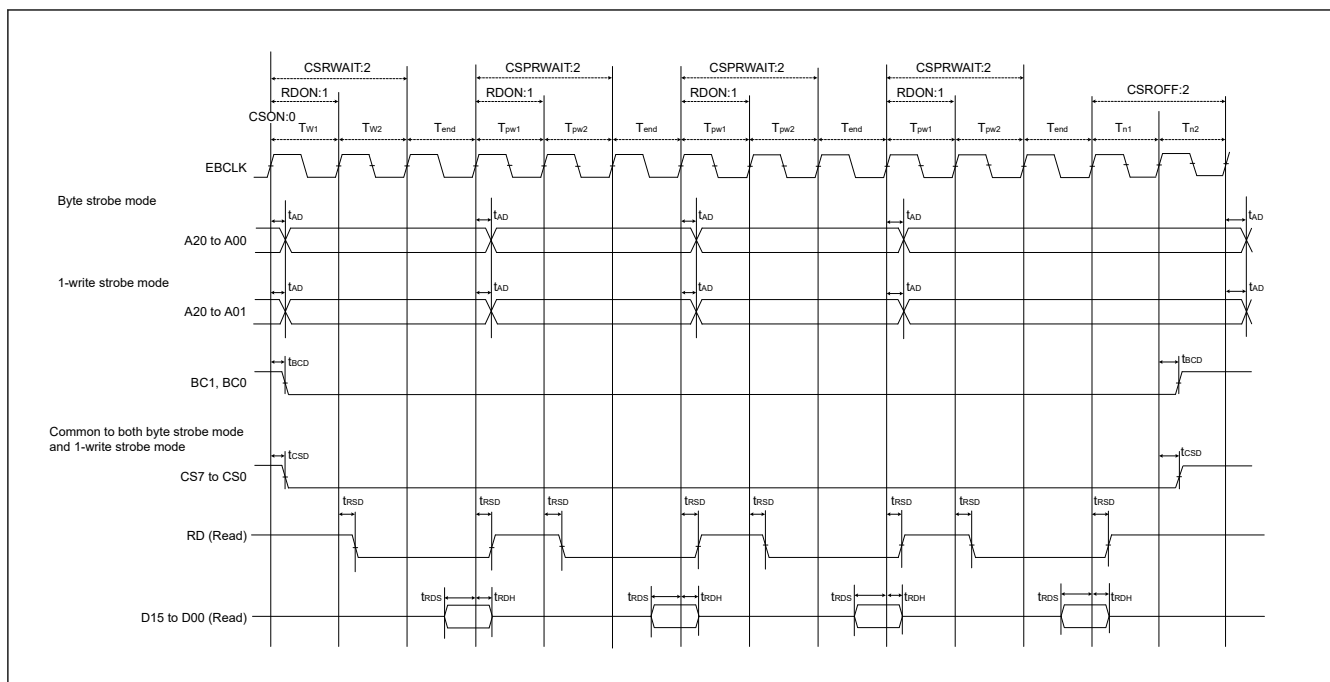 CSRWAIT:2 CSPRWAIT:2 CSPRWAIT:2 CSPRWAIT:2
RDON:1 RDON:1 RDON:1 RDON:1 CSROFF:2
CSON:0
TW1 TW2 Tend Tpw1 Tpw2 Tend Tpw1 Tpw2 Tend Tpw1 Tpw2 Tend Tn1 Tn2
EBCLK
Byte strobe mode
tAD tAD tAD tAD tAD
A20 to A00
1-write strobe mode
tAD tAD tAD tAD tAD
A20 to A01
tBCD tBCD
BC1, BC0
Common to both byte strobe mode
and 1-write strobe mode
tCSD tCSD
CS7 to CS0
tRSD tRSD tRSD tRSD tRSD tRSD tRSD tRSD
RD (Read)
tRDS tRDH tRDS tRDH tRDS tRDH tRDS tRDH
D15 to D00 (Read)